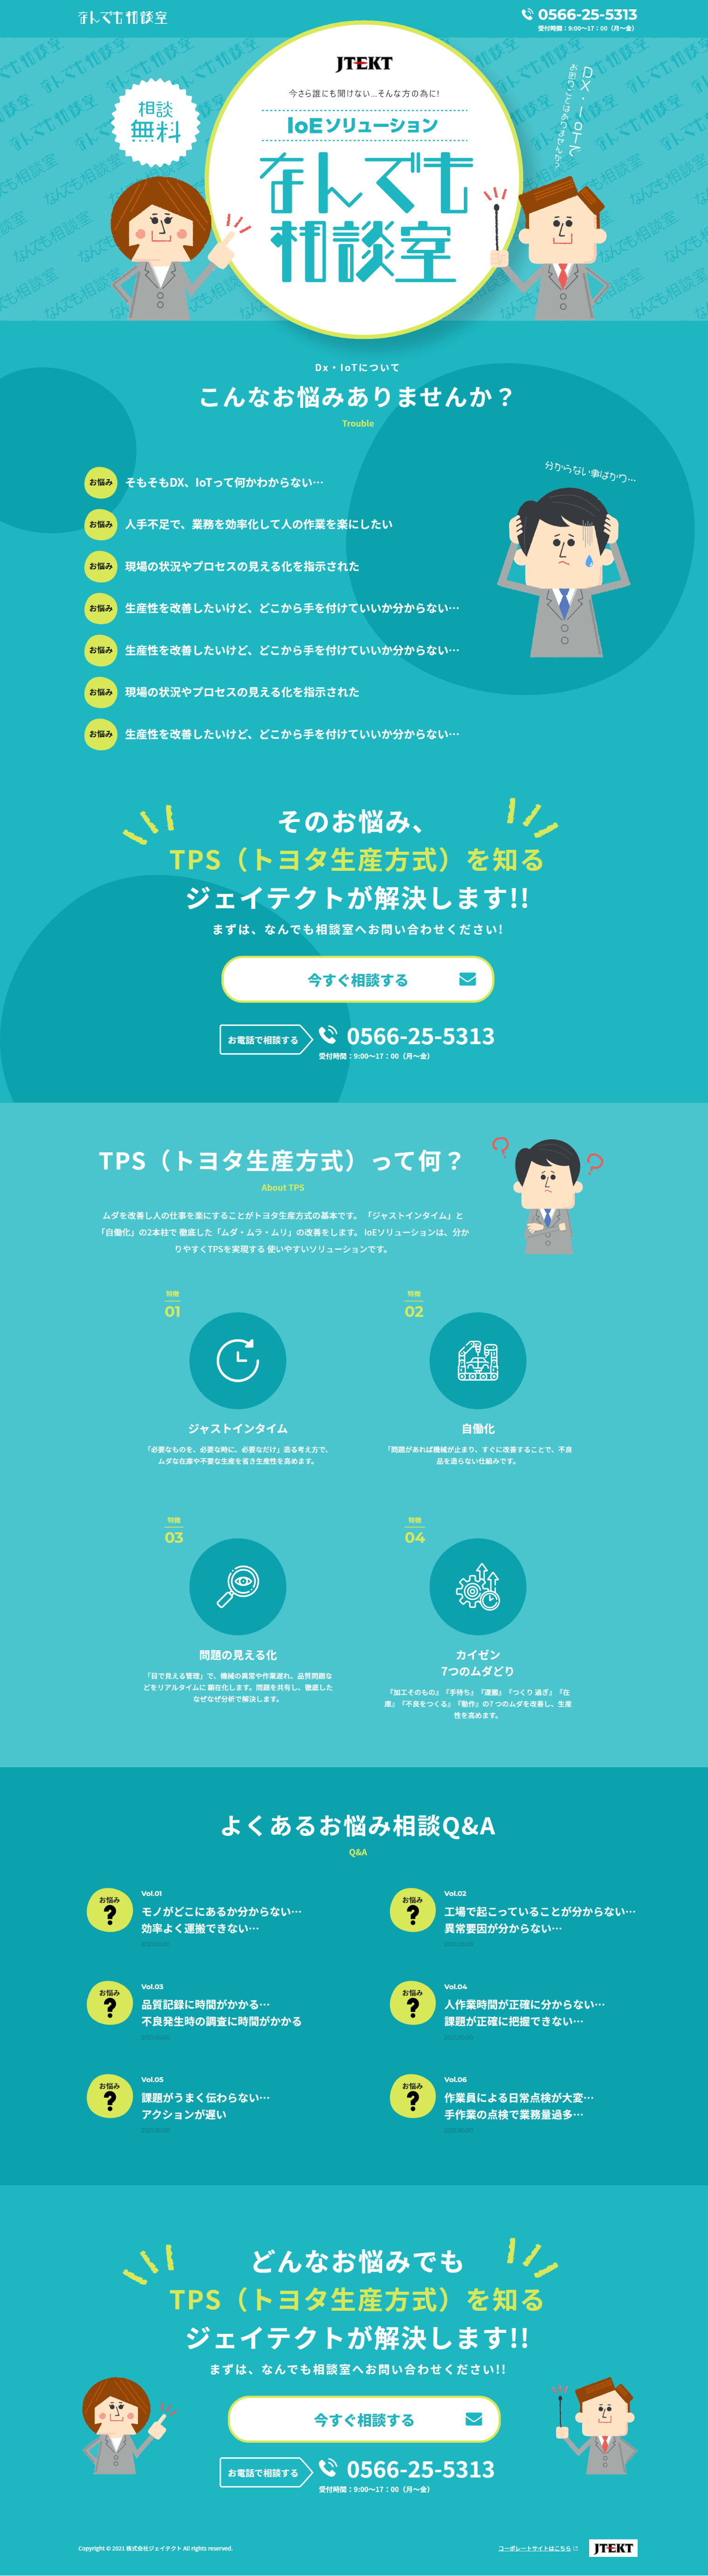 なんでも相談室
0566-25-5313
受付時間：9:00〜17：00（月〜金）
JTEKT
今さら誰にも聞けない...そんな方の為に!
IoEソリューション
なんでも
相談室
相談
無料
DX・IoTで
お困りごとはありませんか?
Dx・IoTについて
こんなお悩みありませんか？
Trouble
お悩み そもそもDX、IoTって何かわからない…
お悩み 人手不足で、業務を効率化して人の作業を楽にしたい
お悩み 現場の状況やプロセスの見える化を指示された
お悩み 生産性を改善したいけど、どこから手を付けていいか分からない…
お悩み 生産性を改善したいけど、どこから手を付けていいか分からない…
お悩み 現場の状況やプロセスの見える化を指示された
お悩み 生産性を改善したいけど、どこから手を付けていいか分からない…
分からない事ばかり…
そのお悩み、
TPS（トヨタ生産方式）を知る
ジェイテクトが解決します!!
まずは、なんでも相談室へお問い合わせください!
今すぐ相談する
お電話で相談する
0566-25-5313
受付時間：9:00〜17：00（月〜金）
TPS（トヨタ生産方式）って何？
About TPS
ムダを改善し人の仕事を楽にすることがトヨタ生産方式の基本です。 「ジャストインタイム」と
「自働化」の2本柱で 徹底した「ムダ・ムラ・ムリ」の改善をします。 IoEソリューションは、分か
りやすくTPSを実現する 使いやすいソリューションです。
特徴
01
ジャストインタイム
「必要なものを、必要な時に、必要なだけ」造る考え方で、
ムダな在庫や不要な生産を省き生産性を高めます。
特徴
02
自働化
「問題があれば機械が止まり、すぐに改善することで、不良
品を造らない仕組みです。
特徴
03
問題の見える化
「目で見える管理」で、機械の異常や作業遅れ、品質問題な
どをリアルタイムに 顕在化します。問題を共有し、徹底した
なぜなぜ分析で解決します。
特徴
04
カイゼン
7つのムダどり
『加工そのもの』『手待ち』『運搬』『つくり 過ぎ』『在
庫』『不良をつくる』『動作』の7 つのムダを改善し、生産
性を高めます。
よくあるお悩み相談Q&A
Q&A
お悩み
?
Vol.01
モノがどこにあるか分からない…
効率よく運搬できない…
2021.00.00
お悩み
?
Vol.02
工場で起こっていることが分からない…
異常要因が分からない…
2021.00.00
お悩み
?
Vol.03
品質記録に時間がかかる…
不良発生時の調査に時間がかかる
2021.00.00
お悩み
?
Vol.04
人作業時間が正確に分からない…
課題が正確に把握できない…
2021.00.00
お悩み
?
Vol.05
課題がうまく伝わらない…
アクションが遅い
2021.00.00
お悩み
?
Vol.06
作業員による日常点検が大変…
手作業の点検で業務量過多…
2021.00.00
どんなお悩みでも
TPS（トヨタ生産方式）を知る
ジェイテクトが解決します!!
まずは、なんでも相談室へお問い合わせください!!
今すぐ相談する
お電話で相談する
0566-25-5313
受付時間：9:00〜17：00（月〜金）
Copyright © 2021 株式会社ジェイテクト All rights reserved.
コーポレートサイトはこちら
JTEKT